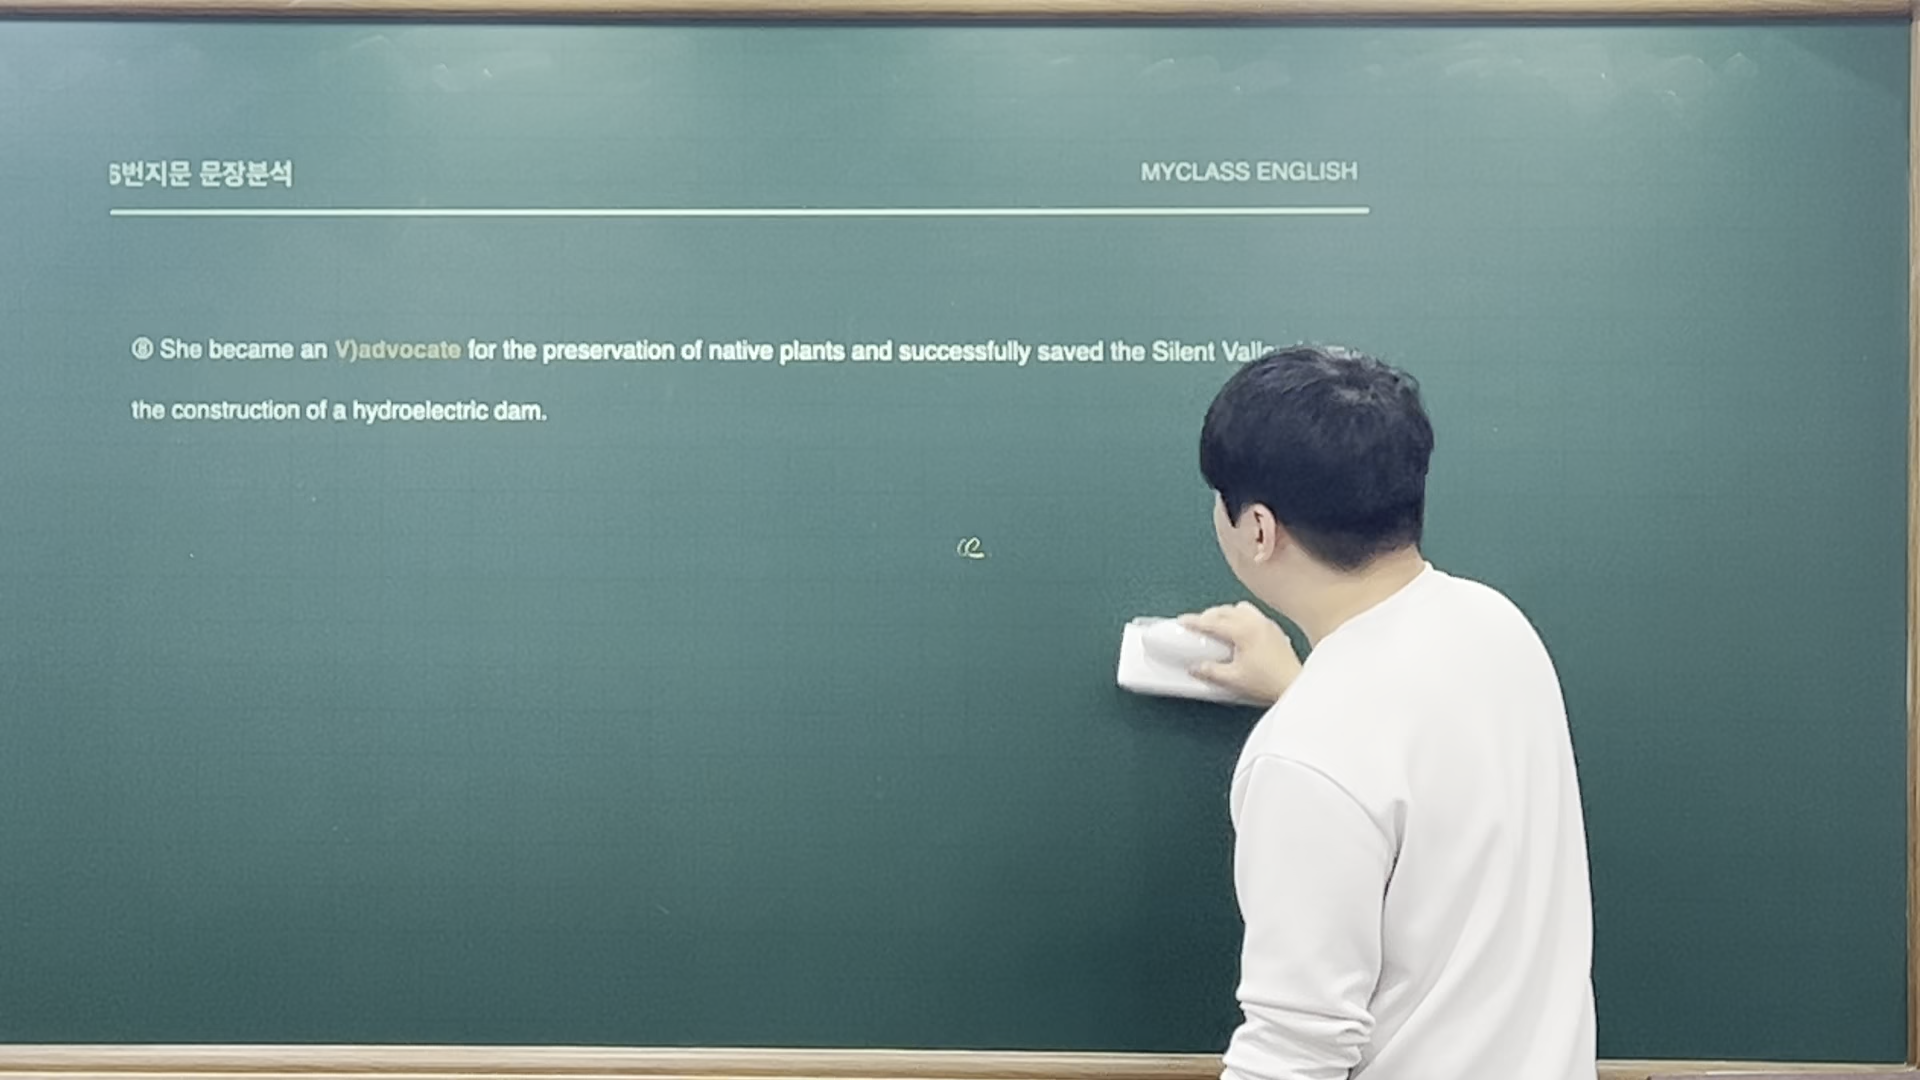 6번지문 문장분석
MYCLASS ENGLISH
⑧ She became an V)advocate for the preservation of native plants and successfully saved the Silent
the construction of a hydroelectric dam.